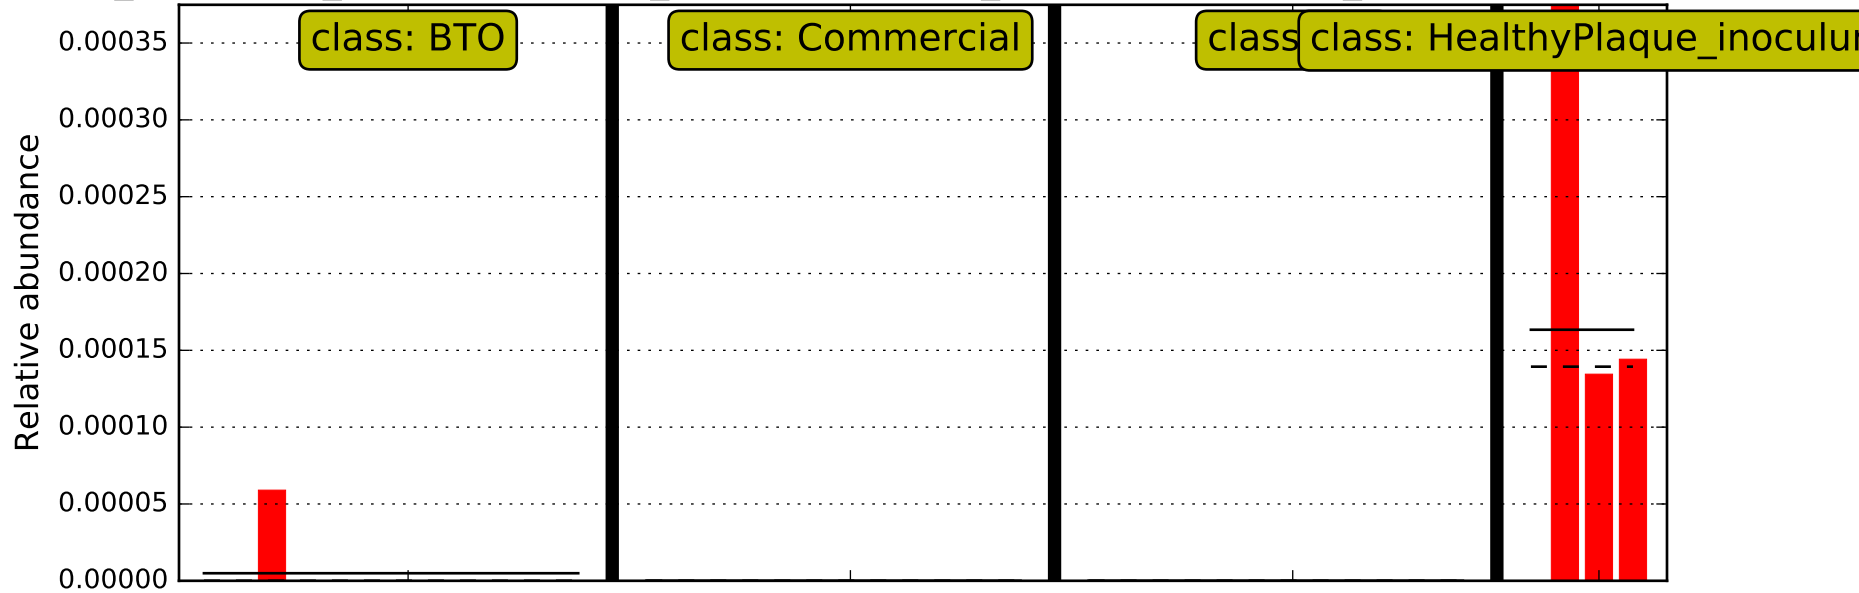 class: BTO
class: Commercial
class
class: HealthyPlaque_inoculu
0.00035
0.00030
0.00025
0.00020
0.00015
0.00010
0.00005
0.00000
Relative abundance